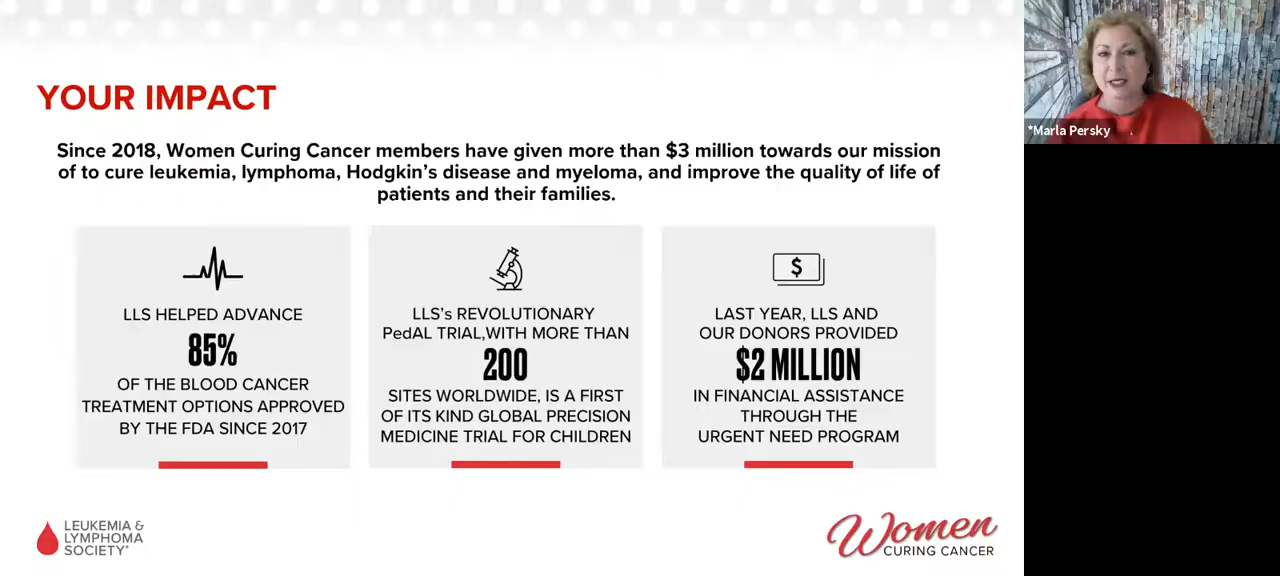 YOUR IMPACT
Since 2018, Women Curing Cancer members have given more than $3 million towards our mission
of to cure leukemia, lymphoma, Hodgkin's disease and myeloma, and improve the quality of life of
patients and their families.
LLS HELPED ADVANCE
85%
OF THE BLOOD CANCER
TREATMENT OPTIONS APPROVED
BY THE FDA SINCE 2017
LLS's REVOLUTIONARY
PedAL TRIAL,WITH MORE THAN
200
SITES WORLDWIDE, IS A FIRST
OF ITS KIND GLOBAL PRECISION
MEDICINE TRIAL FOR CHILDREN
$
LAST YEAR, LLS AND
OUR DONORS PROVIDED
$2 MILLION
IN FINANCIAL ASSISTANCE
THROUGH THE
URGENT NEED PROGRAM
LEUKEMIA &
LYMPHOMA
SOCIETY®
Women
CURING CANCER
*Marla Persky